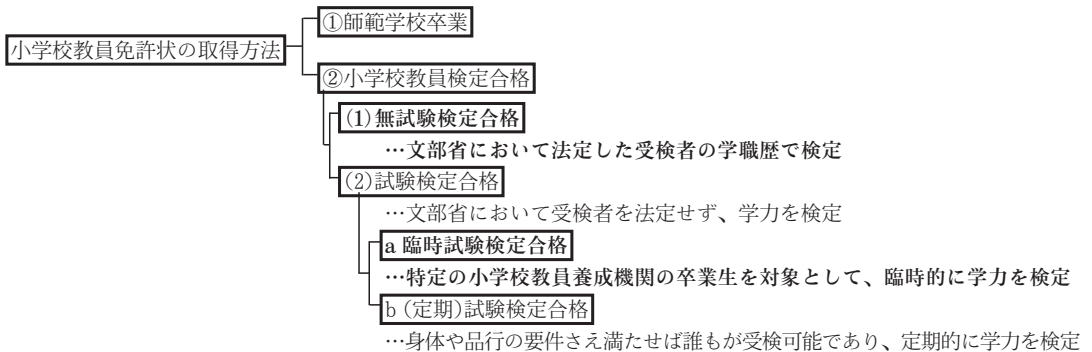 ①師範学校卒業
小学校教員免許状の取得方法
②小学校教員検定合格
(1)無試験検定合格
…文部省において法定した受検者の学職歴で検定
(2)試験検定合格
…文部省において受検者を法定せず、学力を検定
a 臨時試験検定合格
…特定の小学校教員養成機関の卒業生を対象として、臨時的に学力を検定
b (定期)試験検定合格
…身体や品行の要件さえ満たせば誰もが受検可能であり、定期的に学力を検定